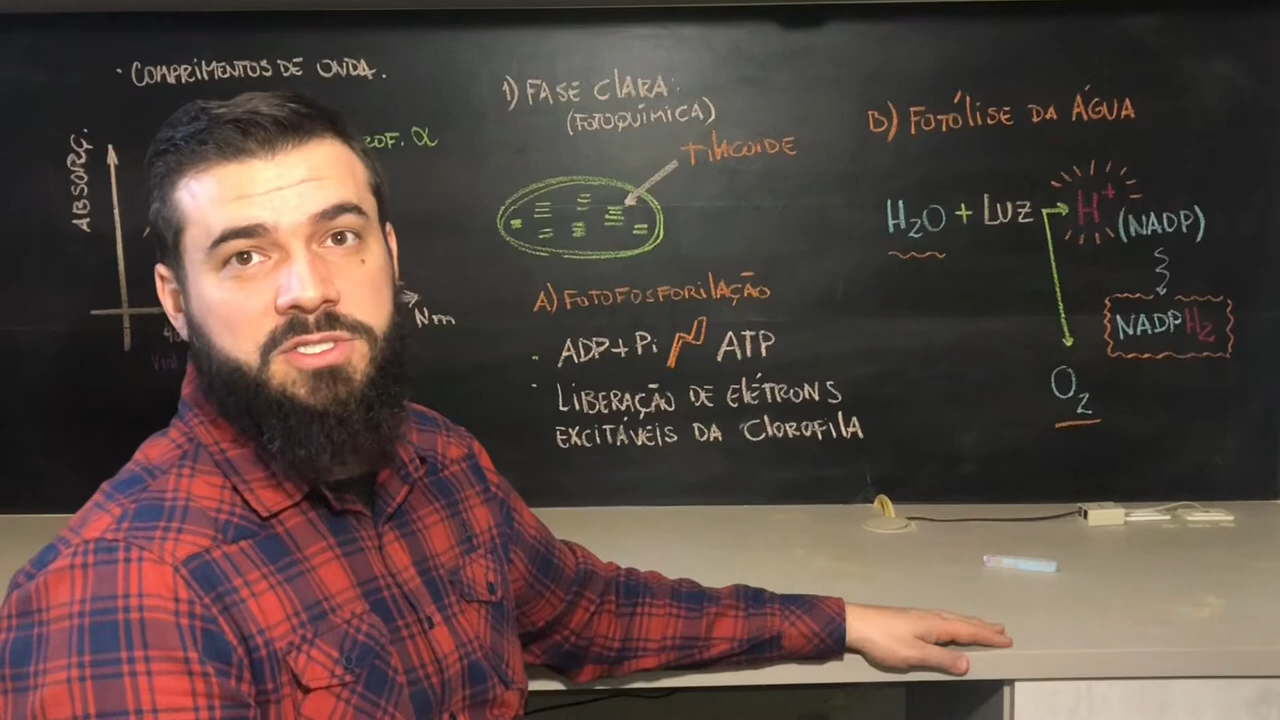 · COMPRIMENTOS DE ONDA.
ABSORÇ.
Nm
1) FASE CLARA:
(FOTOQUÍMICA)
TILACOIDE
A) FOTOFOSFORILAÇÃO
· ADP + Pi ATP
· LIBERAÇÃO DE ELÉTRONS
EXCITÁVEIS DA CLOROFILA
B) FOTÓLISE DA ÁGUA
H₂O + LUZ H⁺ (NADP)
NADPH₂
O₂